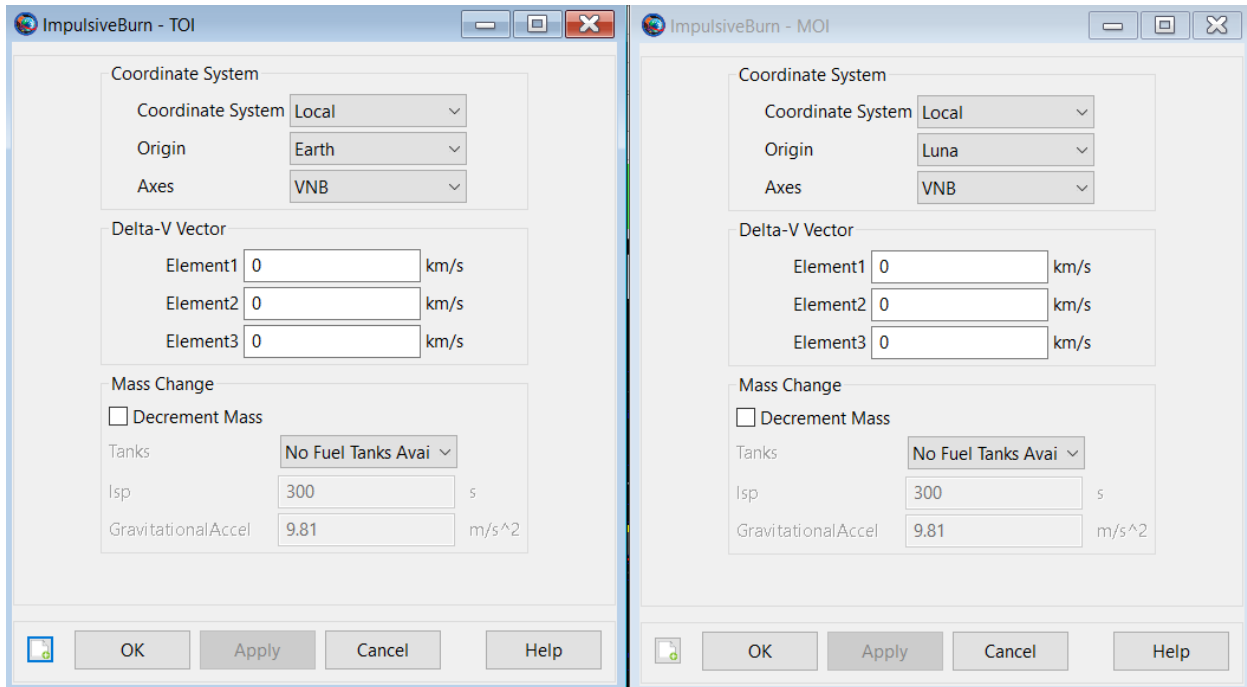 ImpulsiveBurn - TOI
Coordinate System
Coordinate System Local
Origin Earth
Axes VNB
Delta-V Vector
Element1 0 km/s
Element2 0 km/s
Element3 0 km/s
Mass Change
Decrement Mass
Tanks No Fuel Tanks Avai
Isp 300 s
GravitationalAccel 9.81 m/s^2
OK Apply Cancel Help
ImpulsiveBurn - MOI
Coordinate System
Coordinate System Local
Origin Luna
Axes VNB
Delta-V Vector
Element1 0 km/s
Element2 0 km/s
Element3 0 km/s
Mass Change
Decrement Mass
Tanks No Fuel Tanks Avai
Isp 300 s
GravitationalAccel 9.81 m/s^2
OK Apply Cancel Help